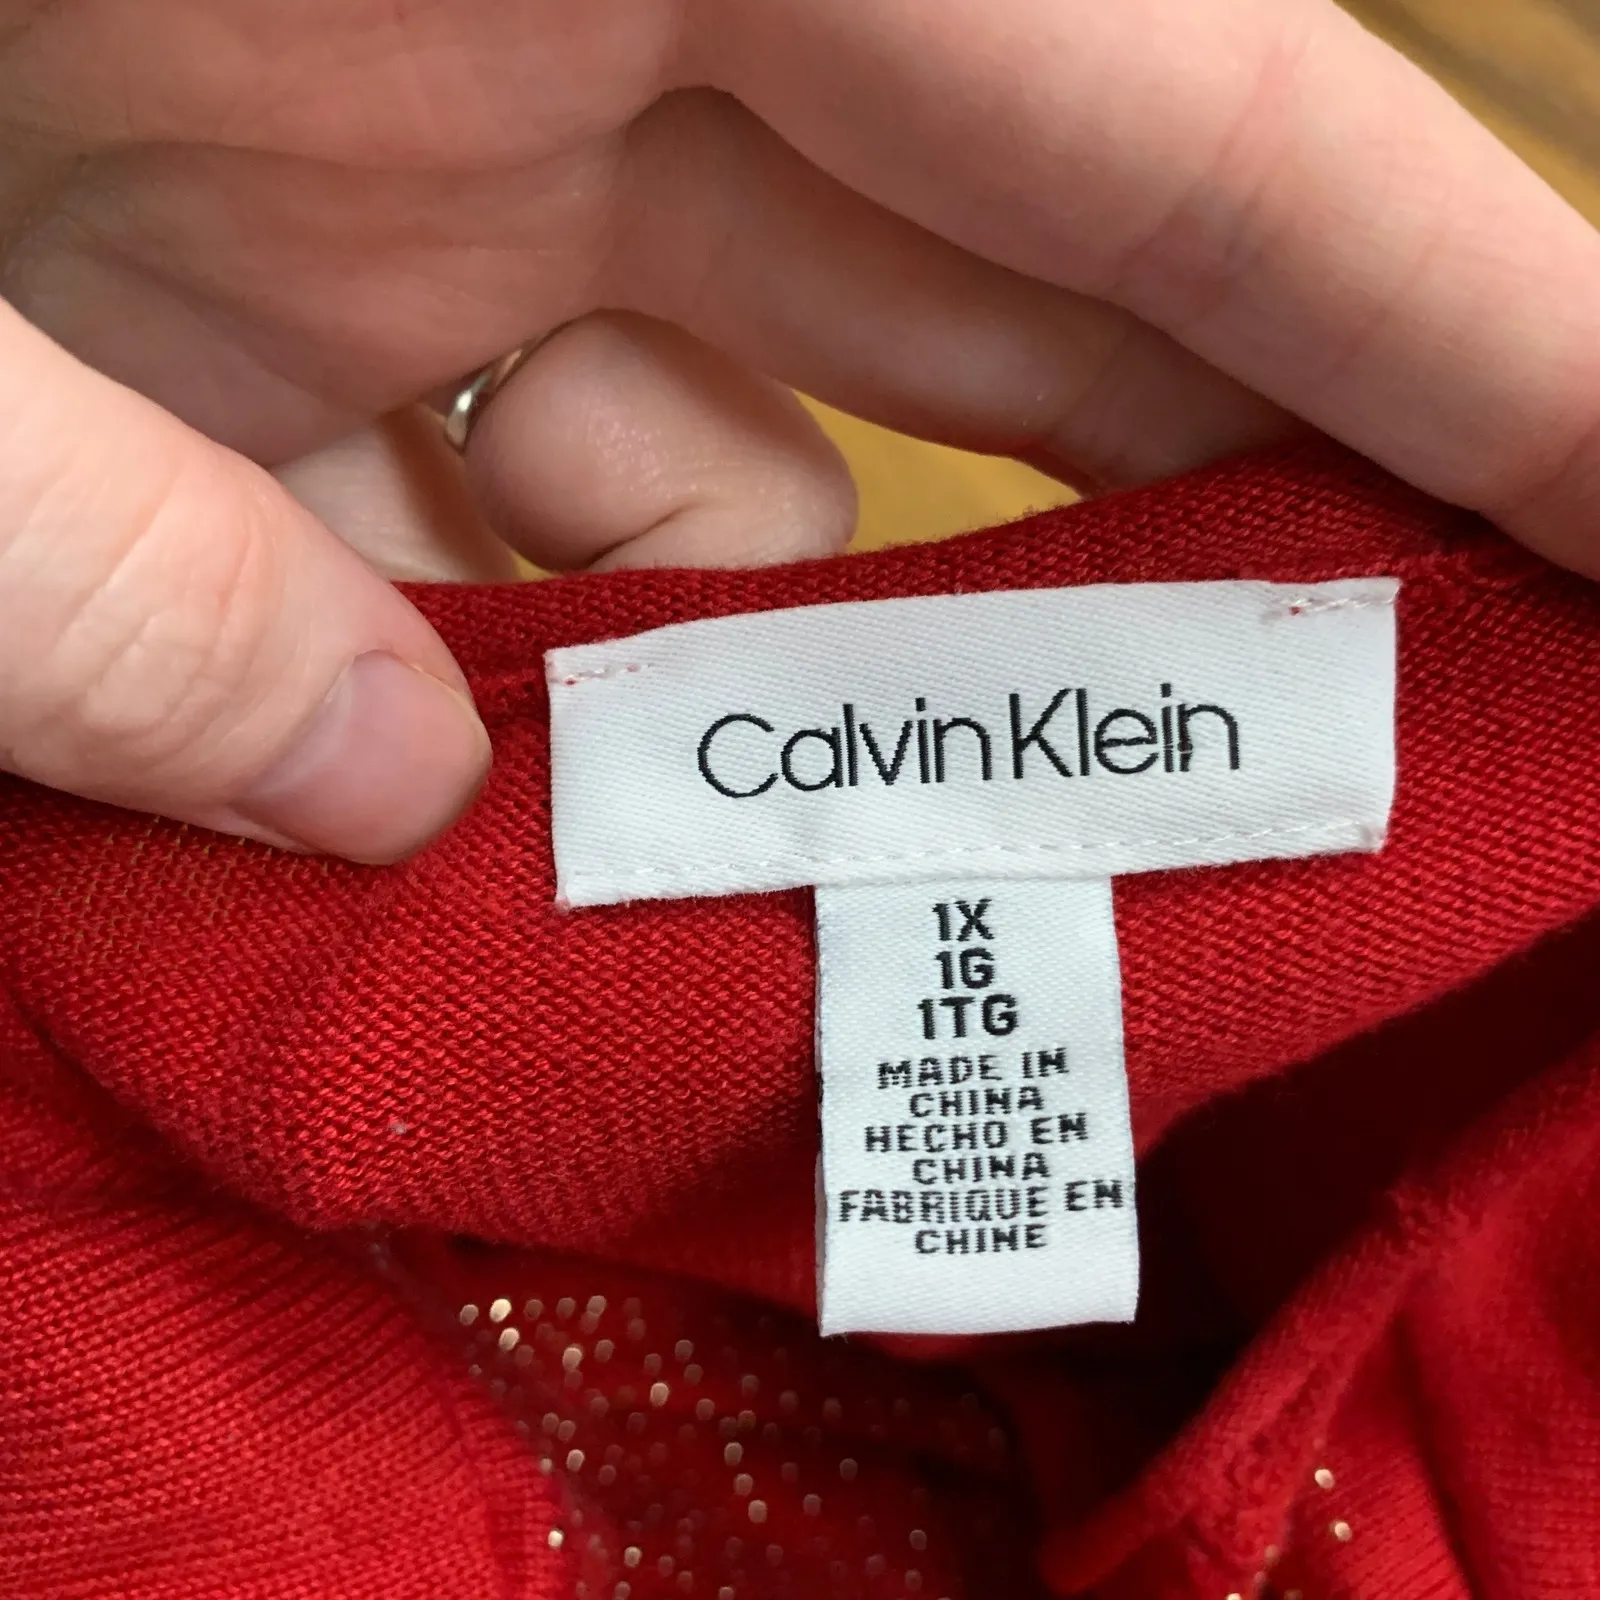 Calvin Klein
1X
1G
1TG
MADE IN
CHINA
HECHO EN
CHINA
FABRIQUE EN
CHINE